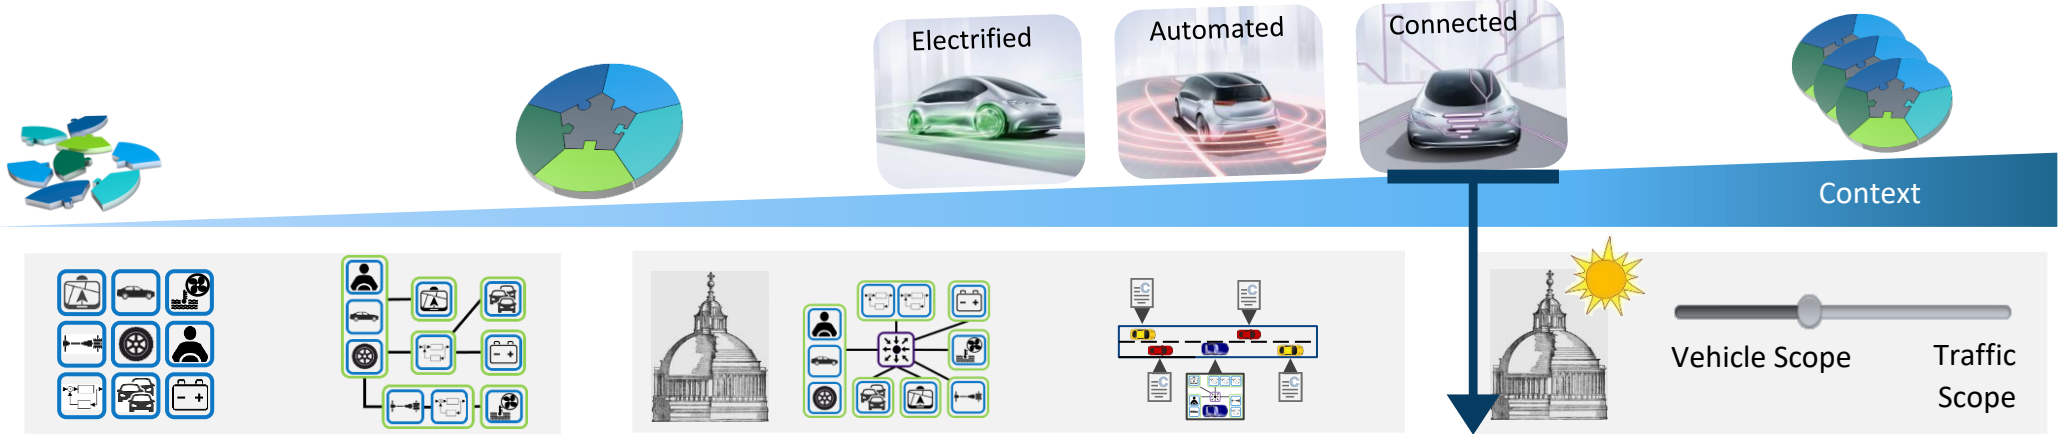 Electrified
Automated
Connected
Context
Vehicle Scope
Traffic
Scope
C
C
C
C